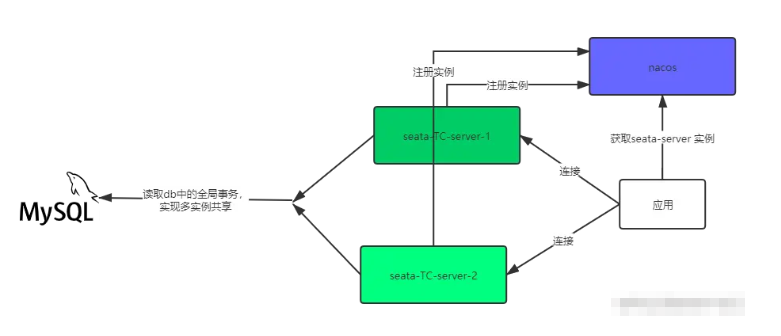 nacos
注册实例
注册实例
seata-TC-server-1
获取seata-server 实例
连接
读取db中的全局事务,
实现多实例共享
MySQL
应用
连接
seata-TC-server-2